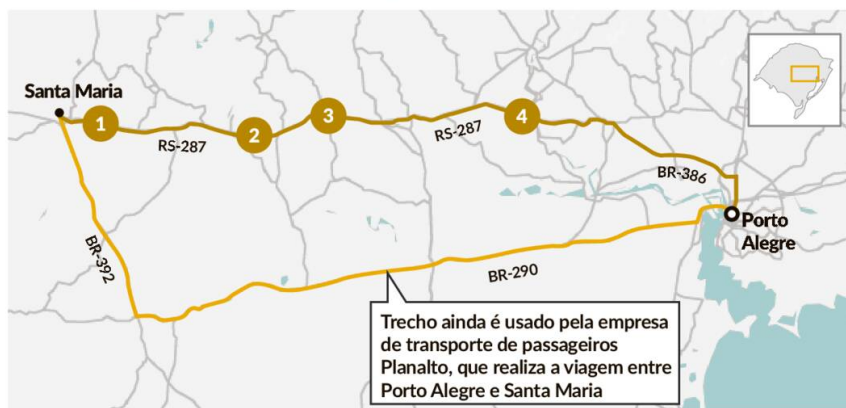 Santa Maria
1
2
3
4
RS-287
RS-287
BR-386
Porto
Alegre
BR-392
BR-290
Trecho ainda é usado pela empresa
de transporte de passageiros
Planalto, que realiza a viagem entre
Porto Alegre e Santa Maria